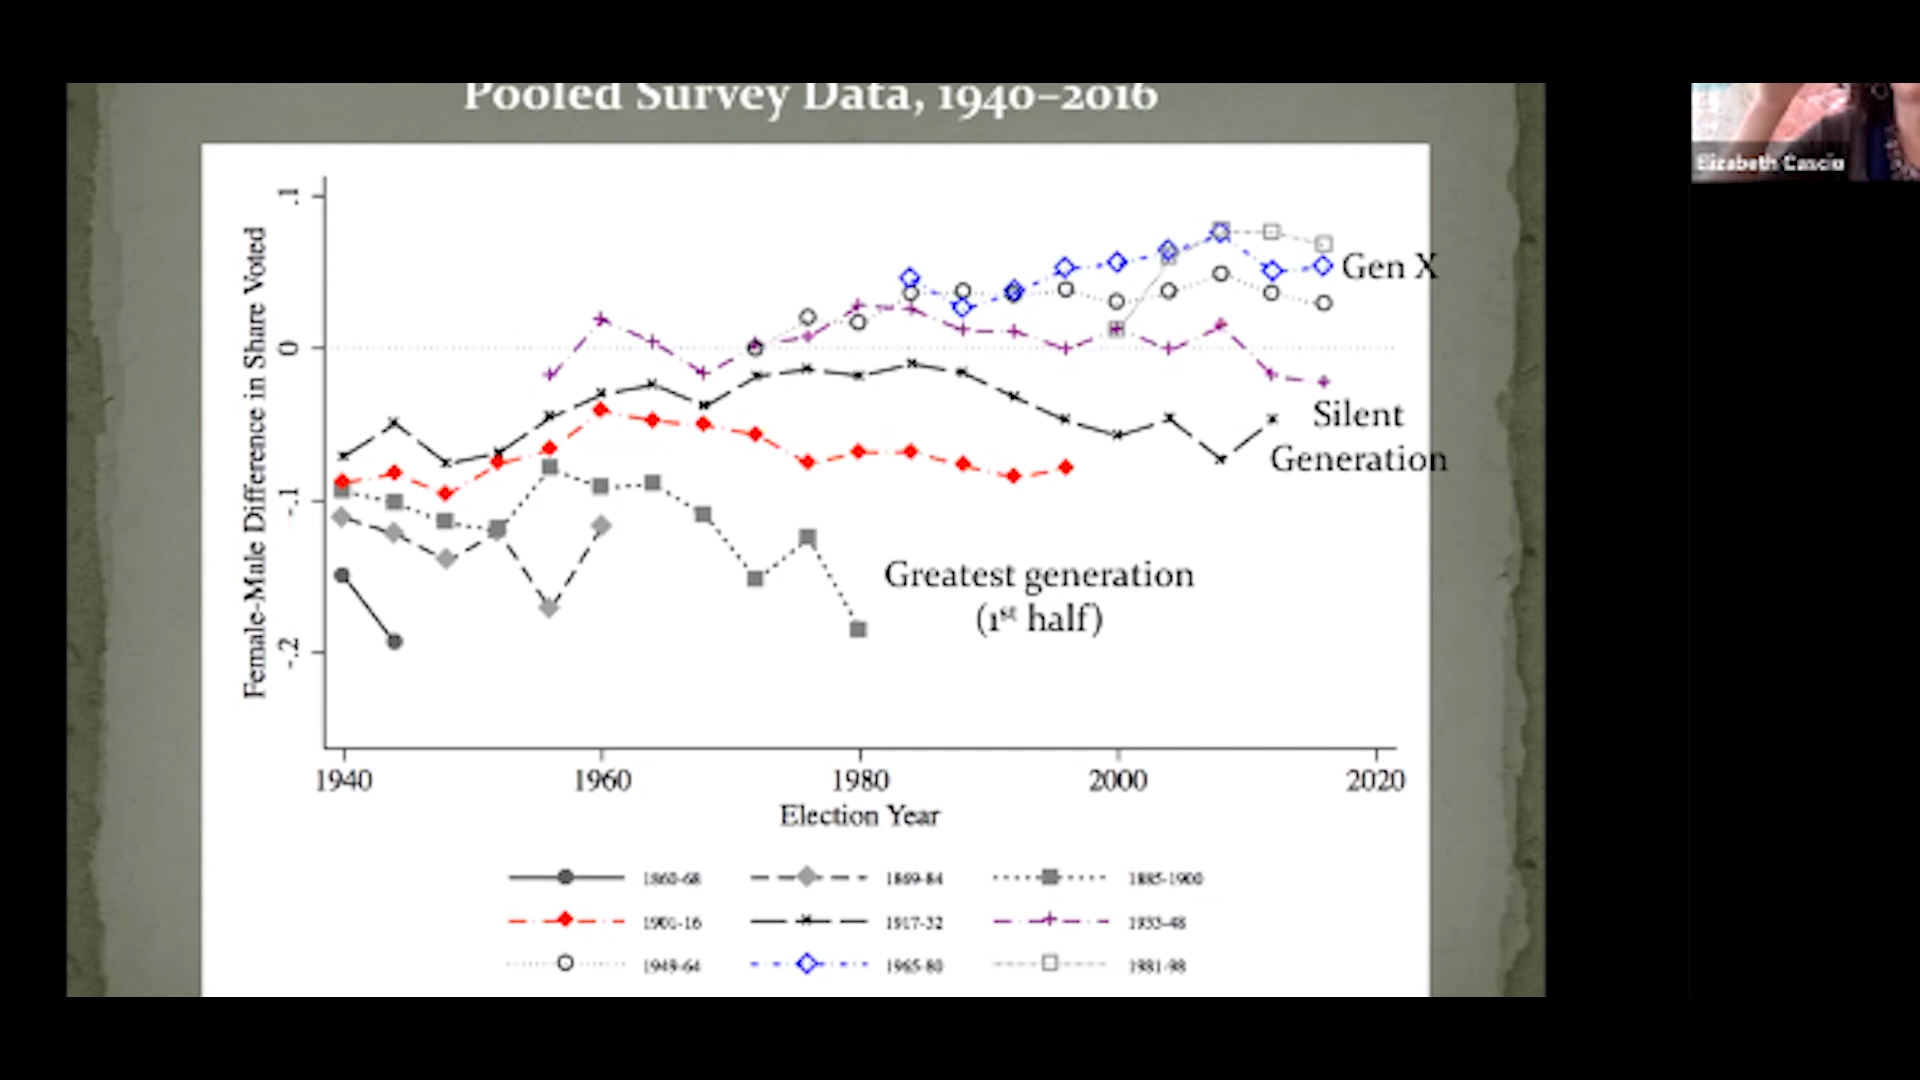 Pooled Survey Data, 1940–2016
Elizabeth Cascio
Female-Male Difference in Share Voted
.1
0
-.1
-.2
Gen X
Silent
Generation
Greatest generation
(1st half)
1940 1960 1980 2000 2020
Election Year
1860-68 1869-84 1885-1900
1901-16 1917-32 1933-48
1949-64 1965-80 1981-98